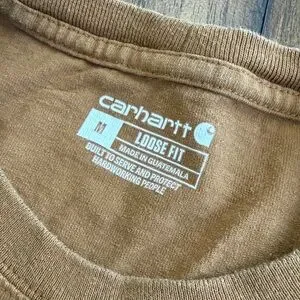 carhartt
M
LOOSE FIT
MADE IN GUATEMALA
BUILT TO SERVE AND PROTECT
HARDWORKING PEOPLE